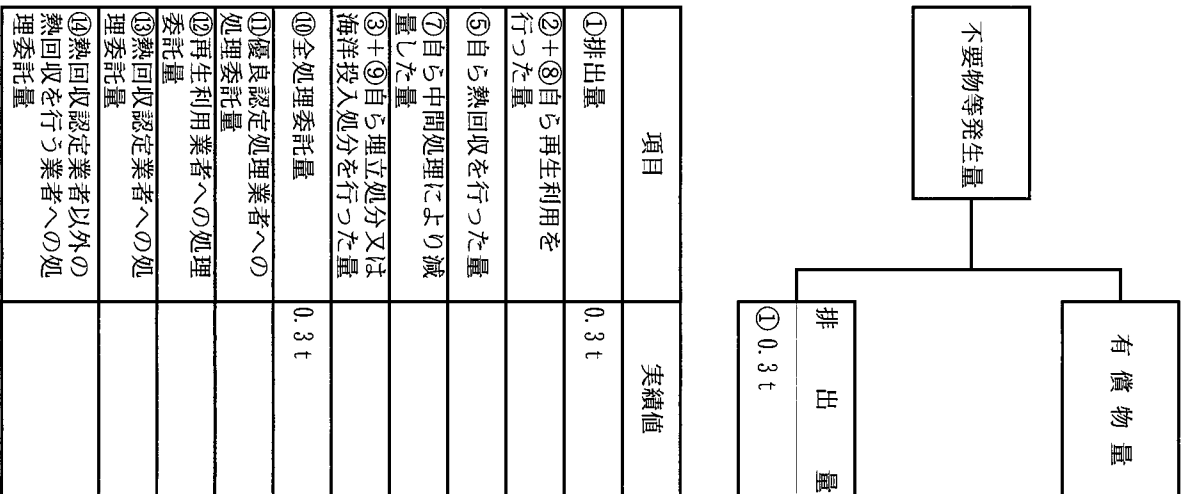 不要物等発生量
有償物量
排出量
①0.3t
項目
実績値
①排出量
0.3t
②+⑧自ら再生利用を
行った量
⑤自ら熱回収を行った量
⑦自ら中間処理により減
量した量
③+⑨自ら埋立処分又は
海洋投入処分を行った量
⑩全処理委託量
0.3t
⑪優良認定処理業者への
処理委託量
⑫再生利用業者への処理
委託量
⑬熱回収認定業者への処
理委託量
⑭熱回収認定業者以外の
熱回収を行う業者への処
理委託量